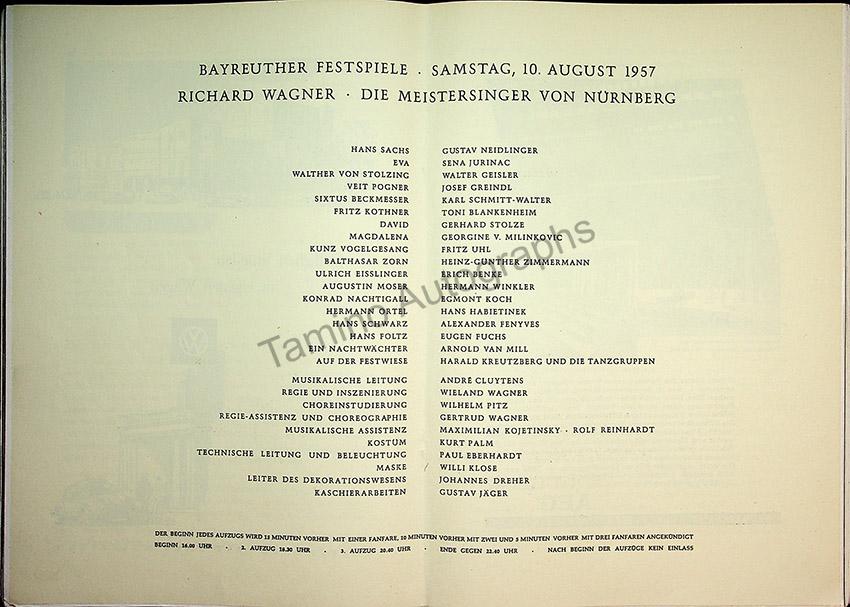 BAYREUTHER FESTSPIELE . SAMSTAG, 10. AUGUST 1957
RICHARD WAGNER · DIE MEISTERSINGER VON NÜRNBERG
HANS SACHS GUSTAV NEIDLINGER
EVA SENA JURINAC
WALTHER VON STOLZING WALTER GEISLER
VEIT POGNER JOSEF GREINDL
SIXTUS BECKMESSER KARL SCHMITT-WALTER
FRITZ KOTHNER TONI BLANKENHEIM
DAVID GERHARD STOLZE
MAGDALENA GEORGINE V. MILINKOVIC
KUNZ VOGELGESANG FRITZ UHL
BALTHASAR ZORN HEINZ-GÜNTHER ZIMMERMANN
ULRICH EISSLINGER ERICH BENKE
AUGUSTIN MOSER HERMANN WINKLER
KONRAD NACHTIGALL EGMONT KOCH
HERMANN ORTEL HANS HABIETINEK
HANS SCHWARZ ALEXANDER FENYVES
HANS FOLTZ EUGEN FUCHS
EIN NACHTWÄCHTER ARNOLD VAN MILL
AUF DER FESTWIESE HARALD KREUTZBERG UND DIE TANZGRUPPEN
MUSIKALISCHE LEITUNG ANDRÉ CLUYTENS
REGIE UND INSZENIERUNG WIELAND WAGNER
CHOREINSTUDIERUNG WILHELM PITZ
REGIE-ASSISTENZ UND CHOREOGRAPHIE GERTRUD WAGNER
MUSIKALISCHE ASSISTENZ MAXIMILIAN KOJETINSKY · ROLF REINHARDT
KOSTÜM KURT PALM
TECHNISCHE LEITUNG UND BELEUCHTUNG PAUL EBERHARDT
MASKE WILLI KLOSE
LEITER DES DEKORATIONSWESENS JOHANNES DREHER
KASCHIERARBEITEN GUSTAV JÄGER
DER BEGINN JEDES AUFZUGS WIRD 15 MINUTEN VORHER MIT EINER FANFARE, 10 MINUTEN VORHER MIT ZWEI UND 5 MINUTEN VORHER MIT DREI FANFAREN ANGEKÜNDIGT
BEGINN 16.00 UHR · 2. AUFZUG 18.30 UHR · 3. AUFZUG 20.40 UHR · ENDE GEGEN 22.40 UHR · NACH BEGINN DER AUFZÜGE KEIN EINLASS
Tamino Autographs